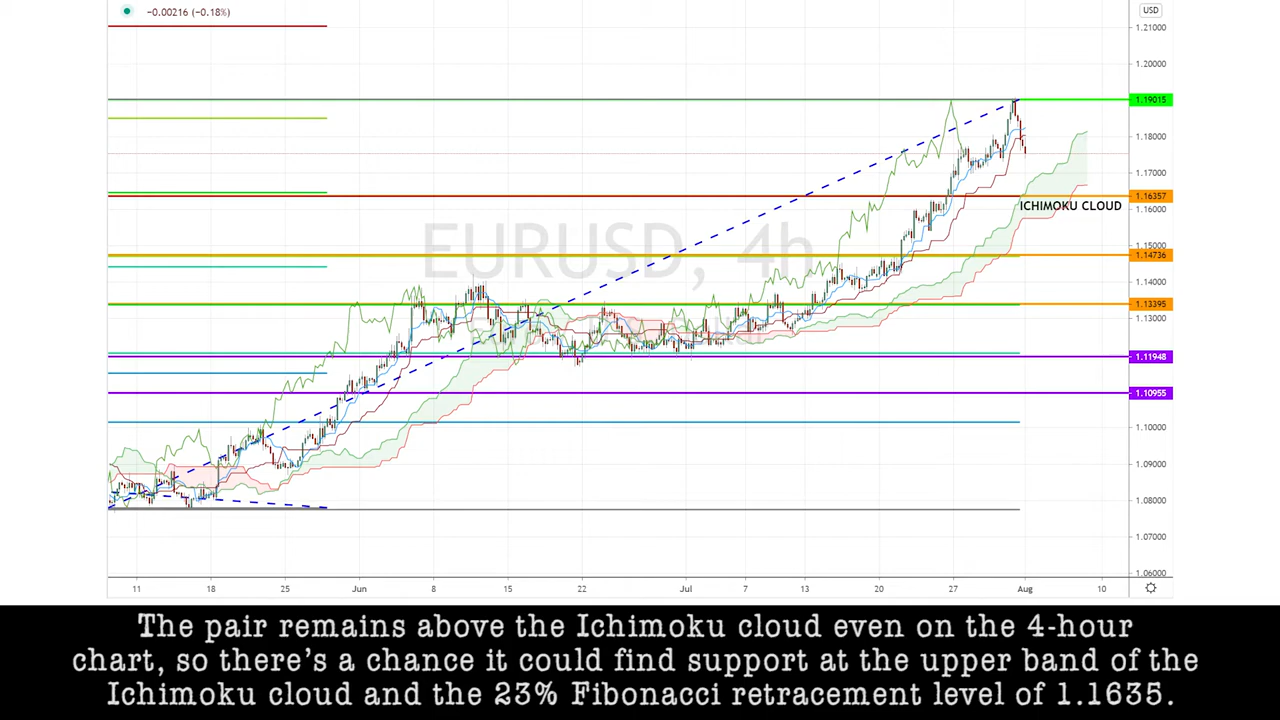 −0.00216 (−0.18%)
USD
1.21000
1.20000
1.19015
1.18000
1.17000
1.16357
ICHIMOKU CLOUD
1.16000
EURUSD, 4h
1.15000
1.14736
1.14000
1.13395
1.13000
1.11948
1.10955
1.10000
1.09000
1.08000
1.07000
1.06000
11 18 25 Jun 8 15 22 Jul 7 13 20 27 Aug 10
The pair remains above the Ichimoku cloud even on the 4-hour
chart, so there's a chance it could find support at the upper band of the
Ichimoku cloud and the 23% Fibonacci retracement level of 1.1635.